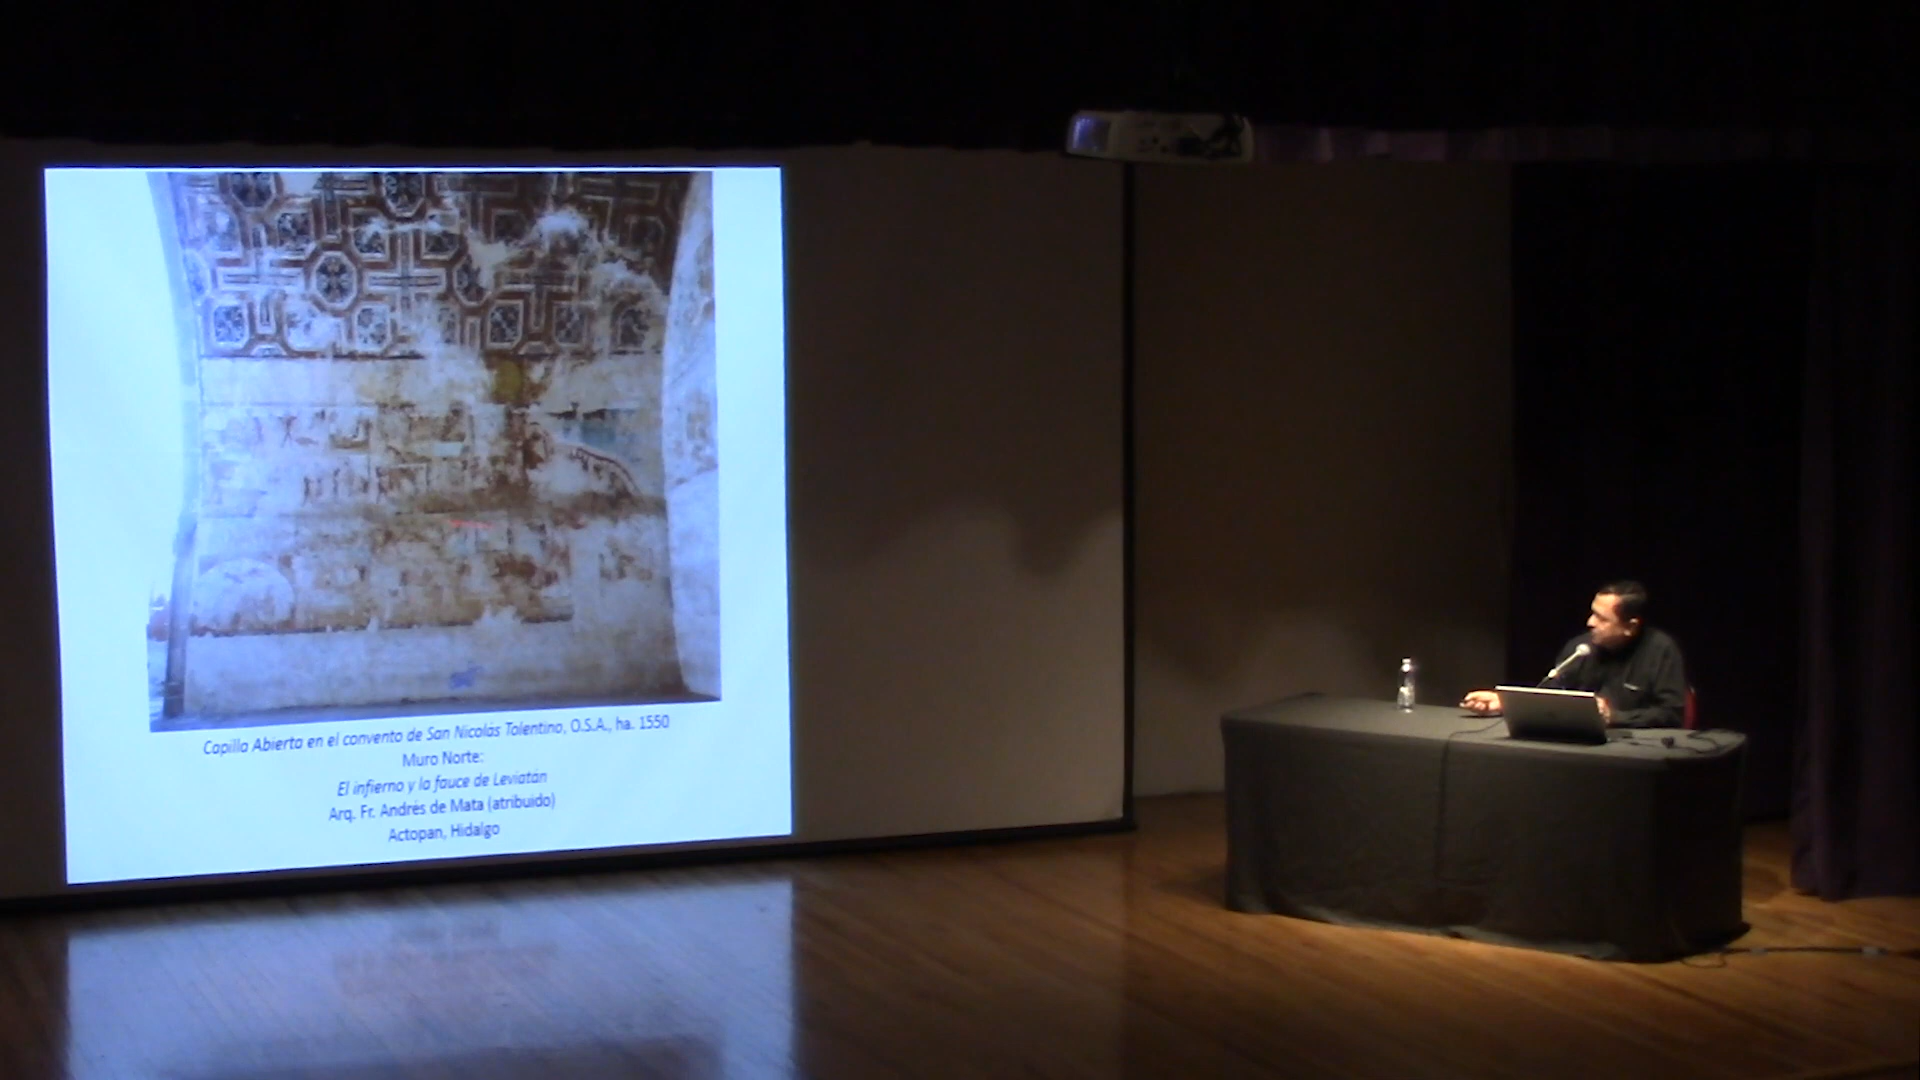 Capilla Abierta en el convento de San Nicolás Tolentino, O.S.A., ha. 1550
Muro Norte:
El infierno y la fauce de Leviatán
Arq. Fr. Andrés de Mata (atribuido)
Actopan, Hidalgo